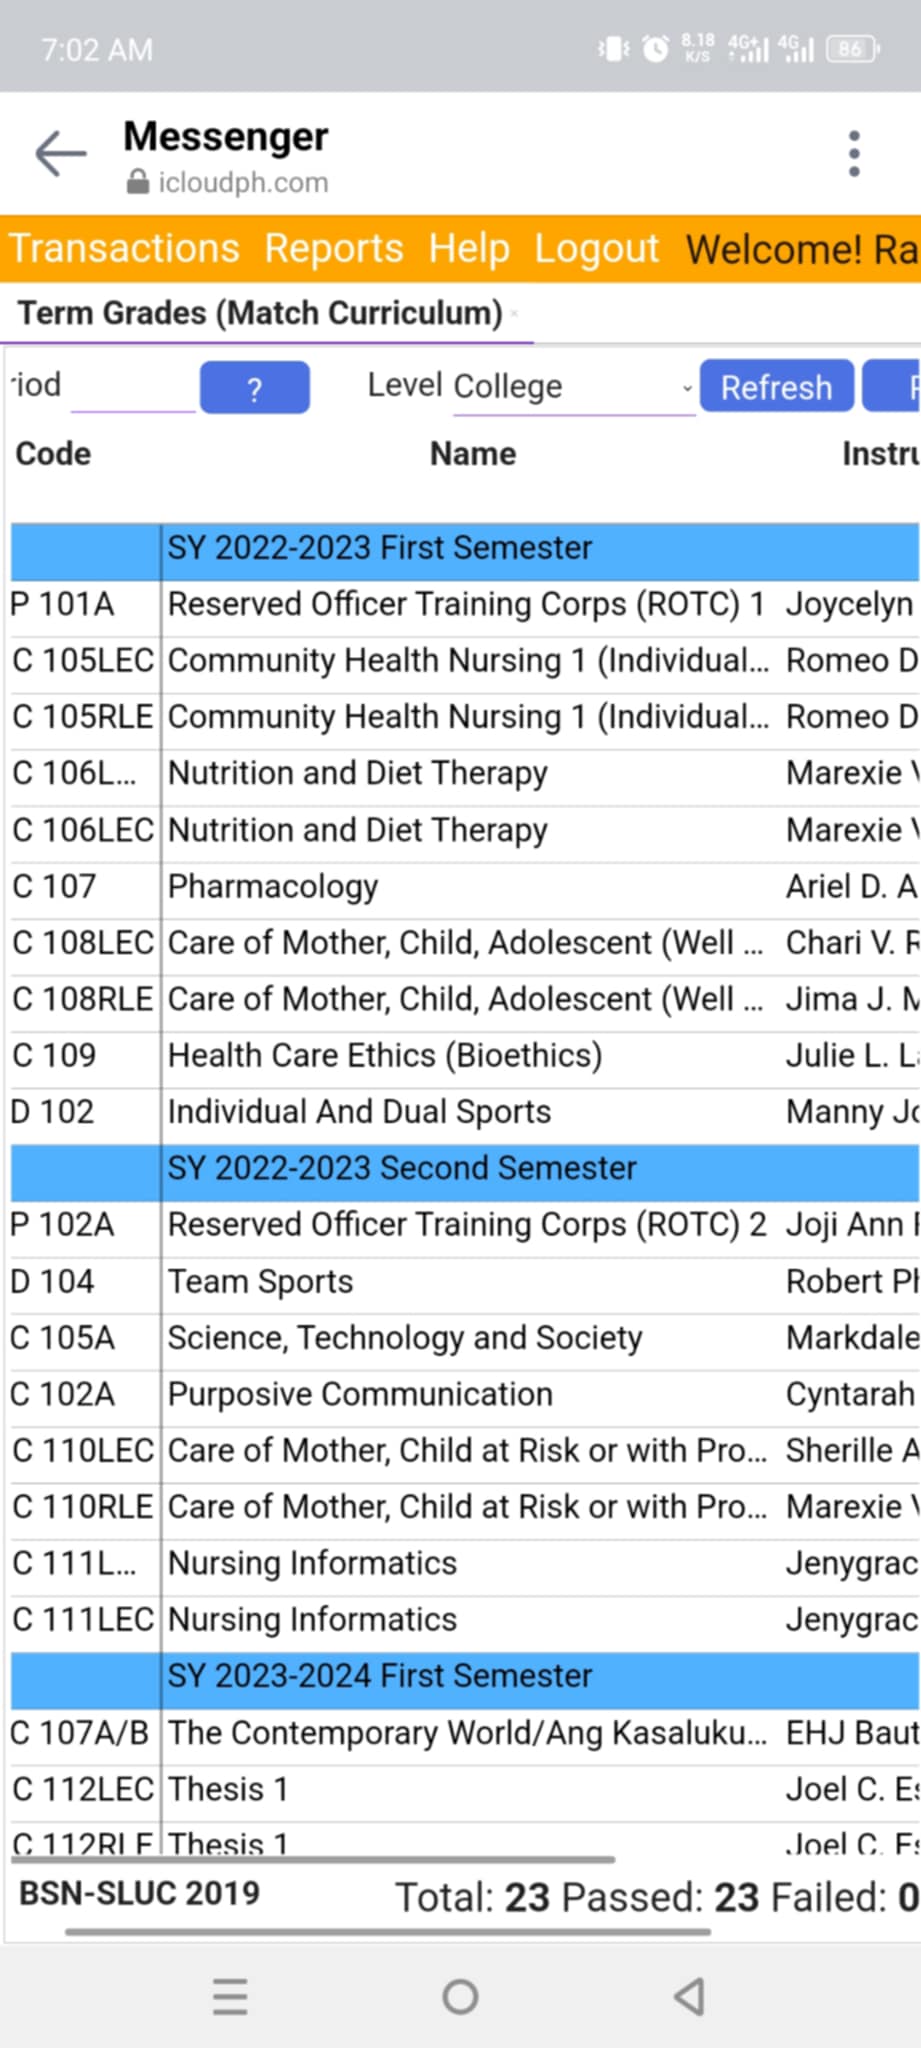 7:02 AM 8.18 K/S 4G+ 4G 86
Messenger
icloudph.com
Transactions Reports Help Logout Welcome! Ra
Term Grades (Match Curriculum) ×
riod ? Level College Refresh
Code Name Instru
SY 2022-2023 First Semester
P 101A Reserved Officer Training Corps (ROTC) 1 Joycelyn
C 105LEC Community Health Nursing 1 (Individual... Romeo D
C 105RLE Community Health Nursing 1 (Individual... Romeo D
C 106L... Nutrition and Diet Therapy Marexie
C 106LEC Nutrition and Diet Therapy Marexie
C 107 Pharmacology Ariel D. A
C 108LEC Care of Mother, Child, Adolescent (Well ... Chari V. R
C 108RLE Care of Mother, Child, Adolescent (Well ... Jima J. M
C 109 Health Care Ethics (Bioethics) Julie L. L
D 102 Individual And Dual Sports Manny Jo
SY 2022-2023 Second Semester
P 102A Reserved Officer Training Corps (ROTC) 2 Joji Ann
D 104 Team Sports Robert Ph
C 105A Science, Technology and Society Markdale
C 102A Purposive Communication Cyntarah
C 110LEC Care of Mother, Child at Risk or with Pro... Sherille A
C 110RLE Care of Mother, Child at Risk or with Pro... Marexie
C 111L... Nursing Informatics Jenygrac
C 111LEC Nursing Informatics Jenygrac
SY 2023-2024 First Semester
C 107A/B The Contemporary World/Ang Kasaluku... EHJ Baut
C 112LEC Thesis 1 Joel C. Es
C 112RLE Thesis 1 Joel C. Es
BSN-SLUC 2019 Total: 23 Passed: 23 Failed: 0